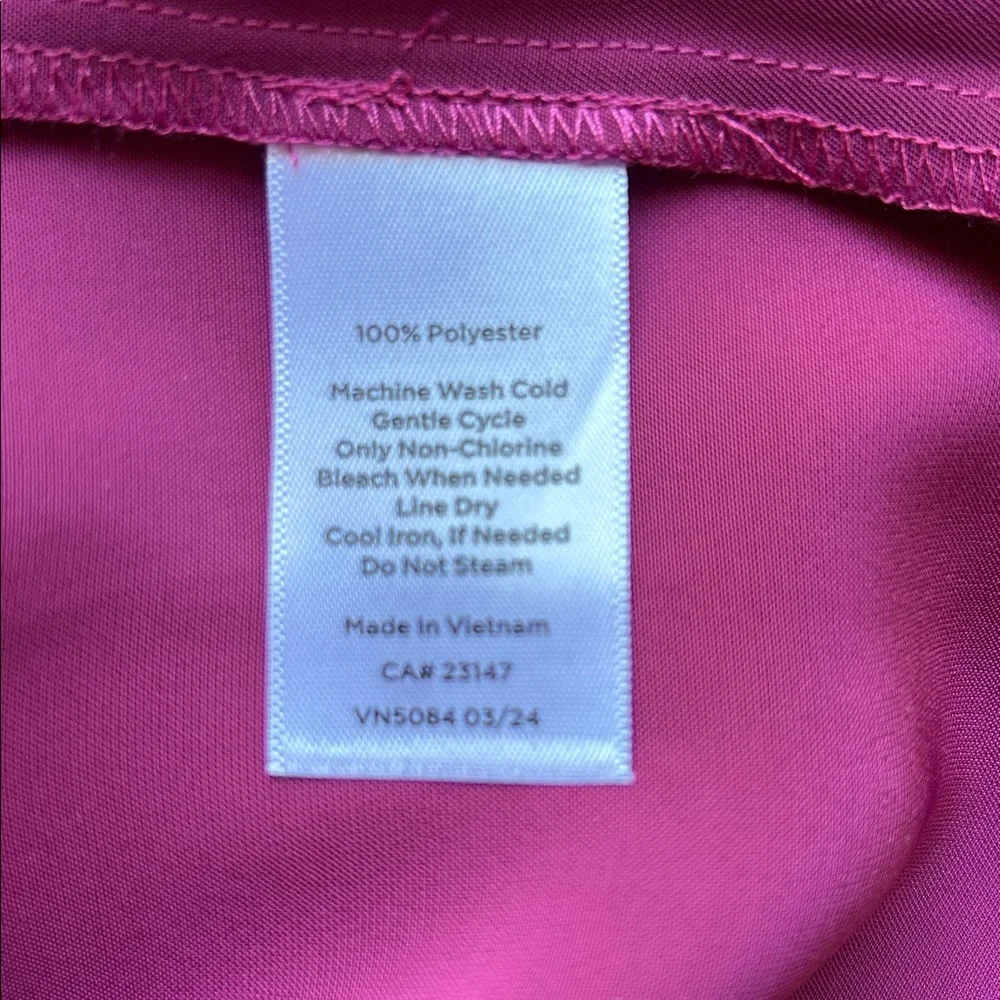 100% Polyester
Machine Wash Cold
Gentle Cycle
Only Non-Chlorine
Bleach When Needed
Line Dry
Cool Iron, If Needed
Do Not Steam
Made In Vietnam
CA# 23147
VN5084 03/24